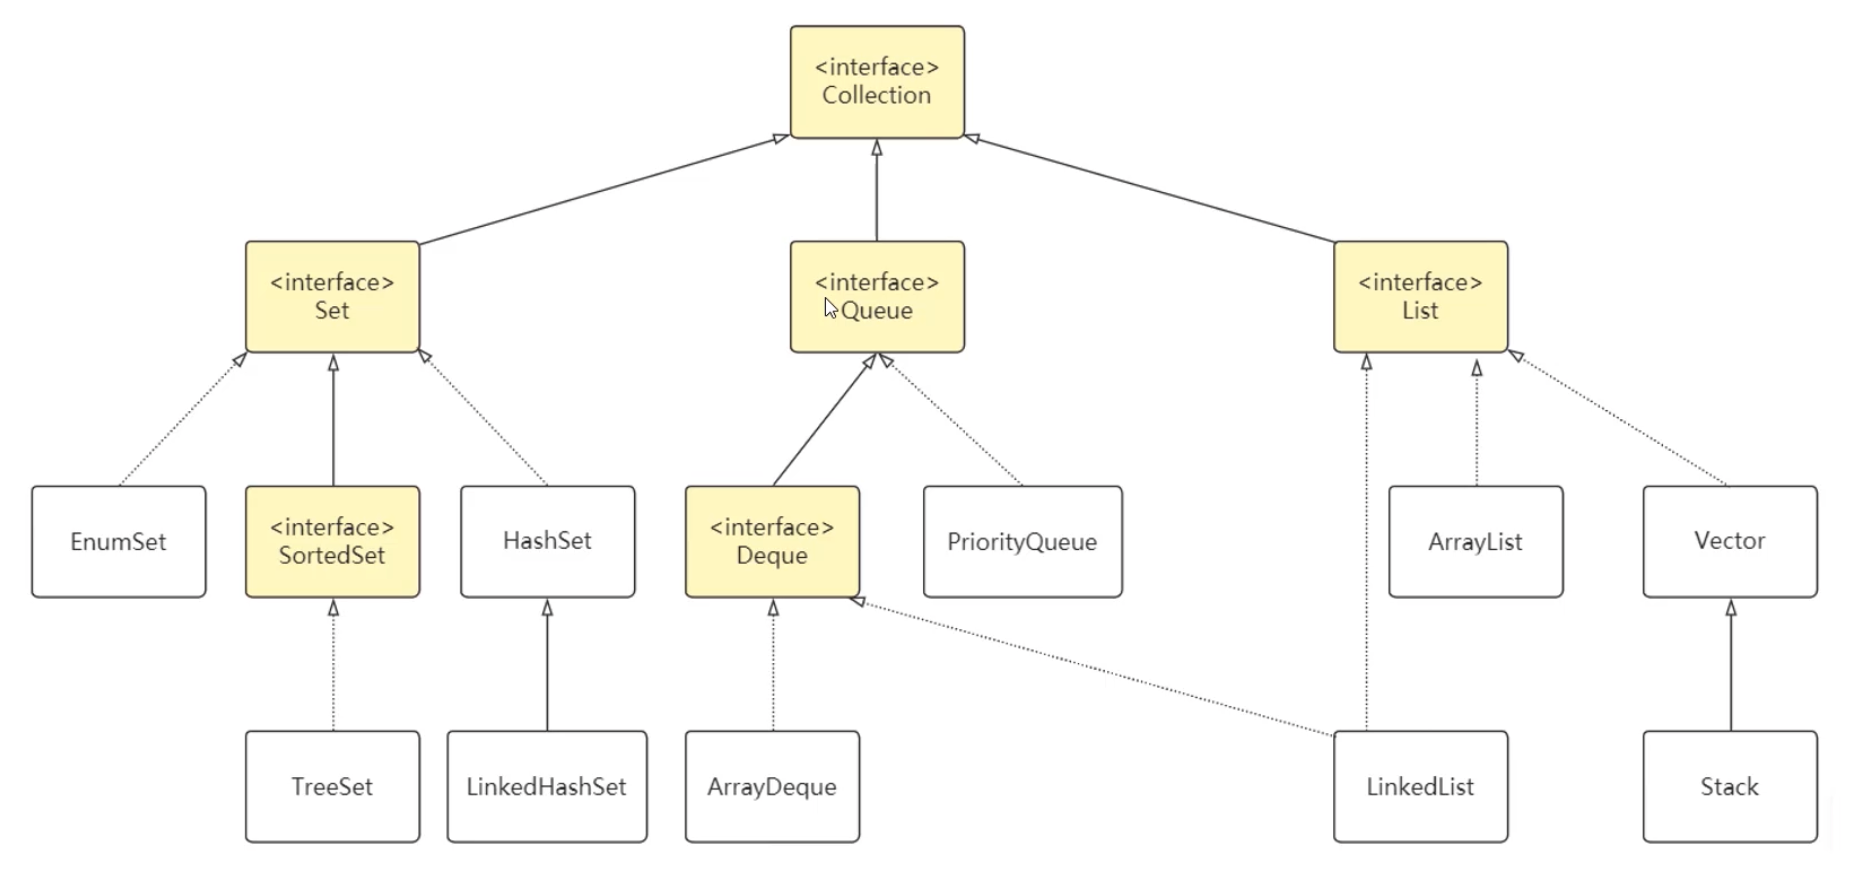 <interface>
Collection
<interface>
Set
<interface>
Queue
<interface>
List
EnumSet
<interface>
SortedSet
HashSet
<interface>
Deque
PriorityQueue
ArrayList
Vector
TreeSet
LinkedHashSet
ArrayDeque
LinkedList
Stack